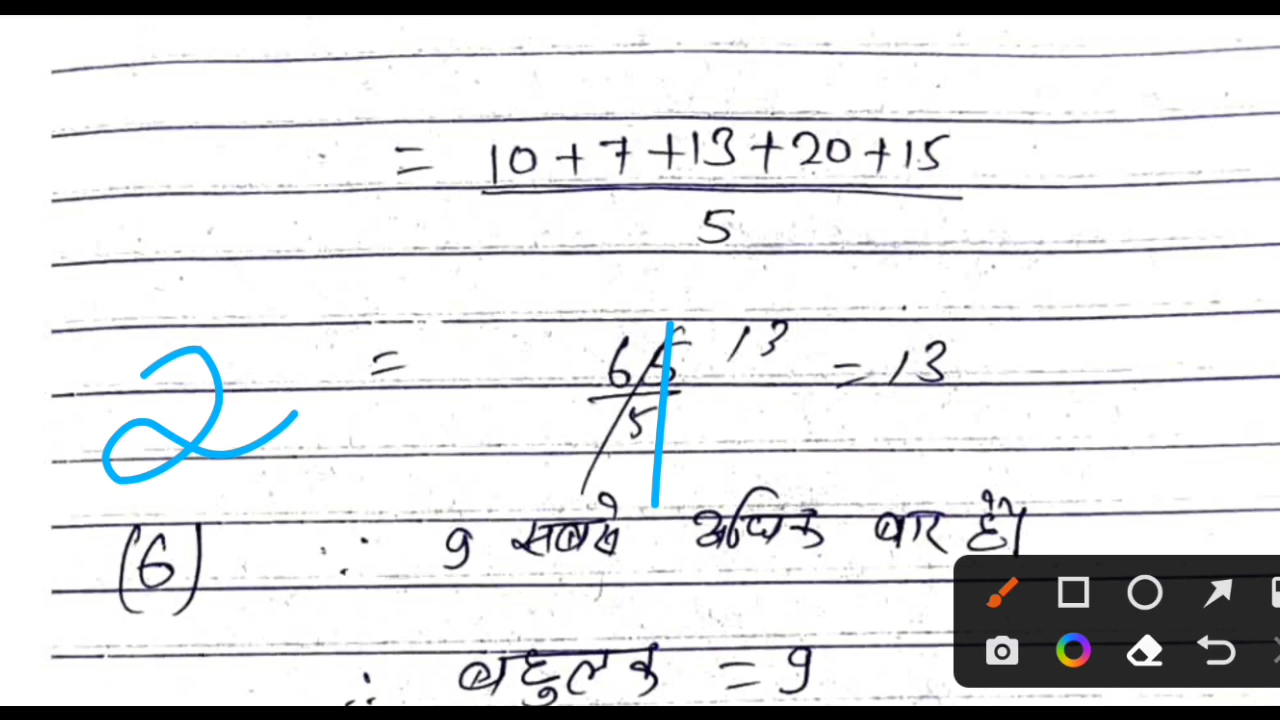 = 10+7+13+20+15
5
2
= 65 13 = 13
5
(6) ∵ 9 सबसे अधिक बार है।
∴ बहुलक = 9